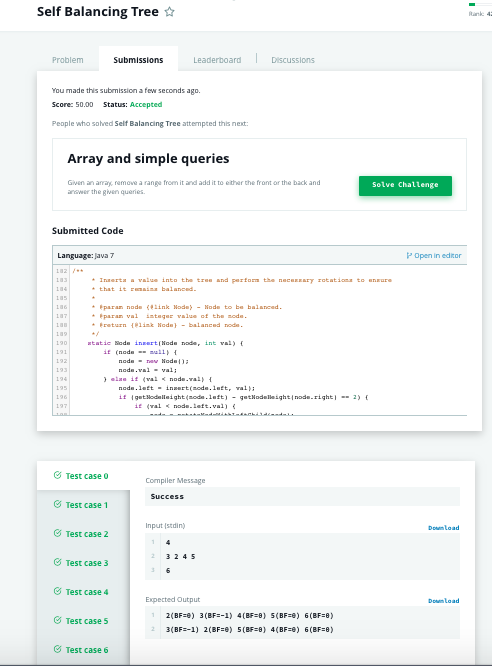 Self Balancing Tree
Rank: 42
Problem
Submissions
Leaderboard
Discussions
You made this submission a few seconds ago.
Score: 50.00 Status: Accepted
People who solved Self Balancing Tree attempted this next:
Array and simple queries
Given an array, remove a range from it and add it to either the front or the back and
answer the given queries.
Solve Challenge
Submitted Code
Language: Java 7
Open in editor
182 /**
183 * Inserts a value into the tree and perform the necessary rotations to ensure
184 * that it remains balanced.
185 *
186 * @param node {@link Node} - Node to be balanced.
187 * @param val integer value of the node.
188 * @return {@link Node} - balanced node.
189 */
190 static Node insert(Node node, int val) {
191 if (node == null) {
192 node = new Node();
193 node.val = val;
194 } else if (val < node.val) {
195 node.left = insert(node.left, val);
196 if (getNodeHeight(node.left) - getNodeHeight(node.right) == 2) {
197 if (val < node.left.val) {
Test case 0
Test case 1
Test case 2
Test case 3
Test case 4
Test case 5
Test case 6
Compiler Message
Success
Input (stdin)
Download
1 4
2 3 2 4 5
3 6
Expected Output
Download
1 2(BF=0) 3(BF=-1) 4(BF=0) 5(BF=0) 6(BF=0)
2 3(BF=-1) 2(BF=0) 5(BF=0) 4(BF=0) 6(BF=0)